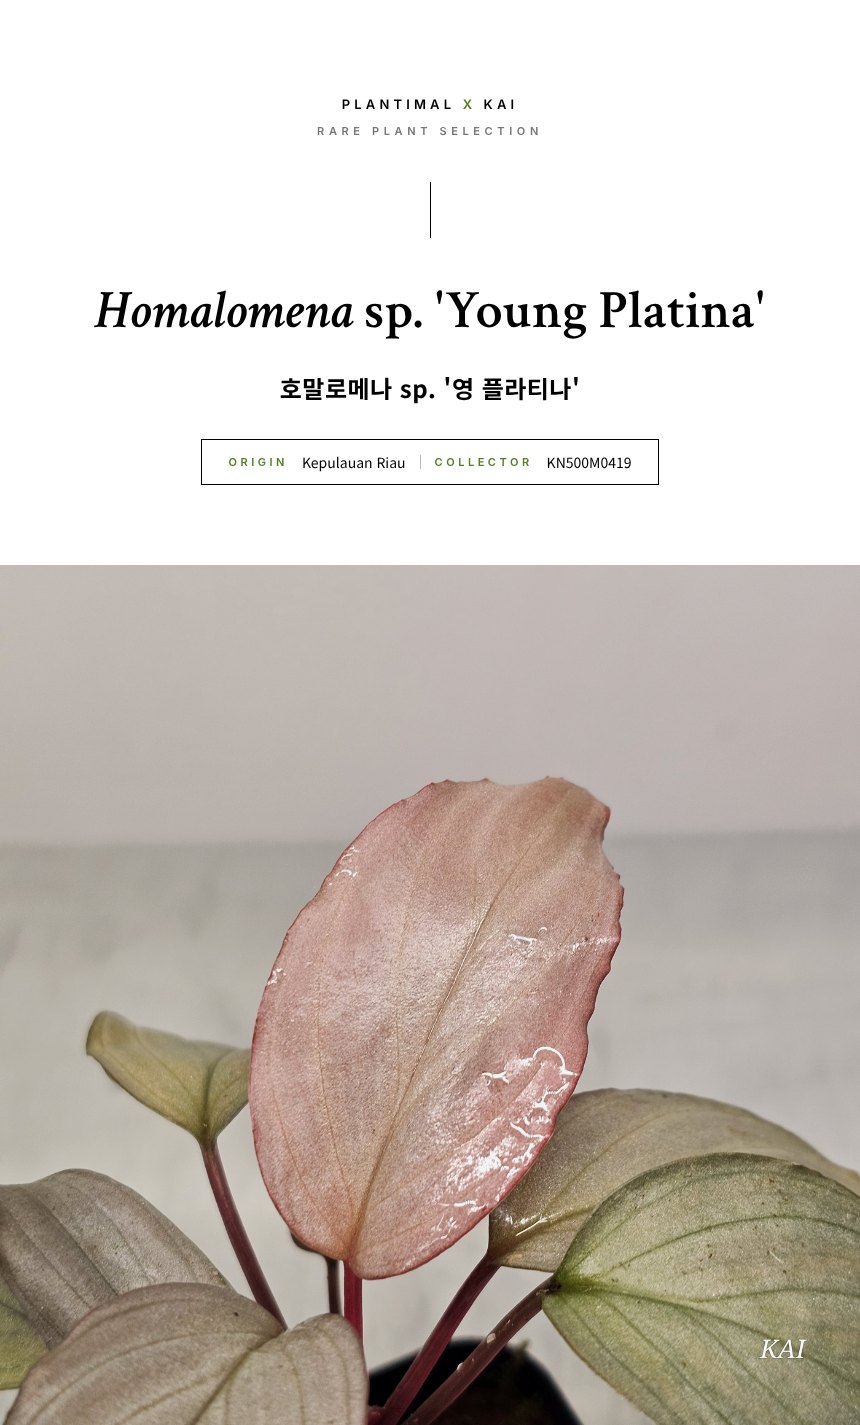 PLANTIMAL X KAI
RARE PLANT SELECTION
Homalomena sp. 'Young Platina'
호말로메나 sp. '영 플라티나'
ORIGIN Kepulauan Riau | COLLECTOR KN500M0419
KAI